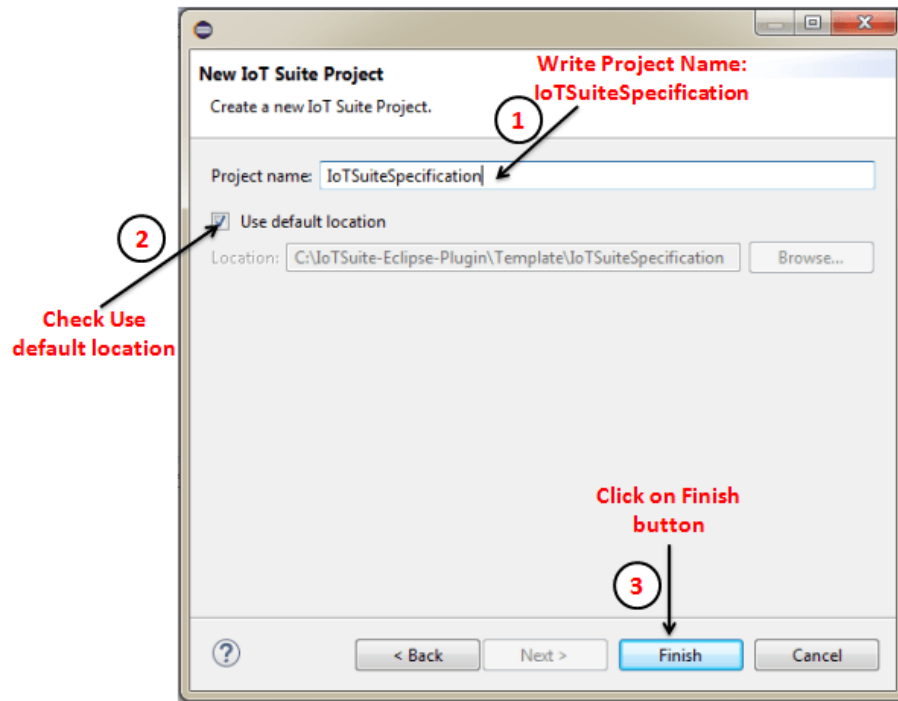 New IoT Suite Project
Create a new IoT Suite Project.
Write Project Name:
IoTSuiteSpecification
1
Project name: IoTSuiteSpecification
2
Use default location
Location: C:\IoTSuite-Eclipse-Plugin\Template\IoTSuiteSpecification Browse...
Check Use
default location
Click on Finish
button
3
? < Back Next > Finish Cancel